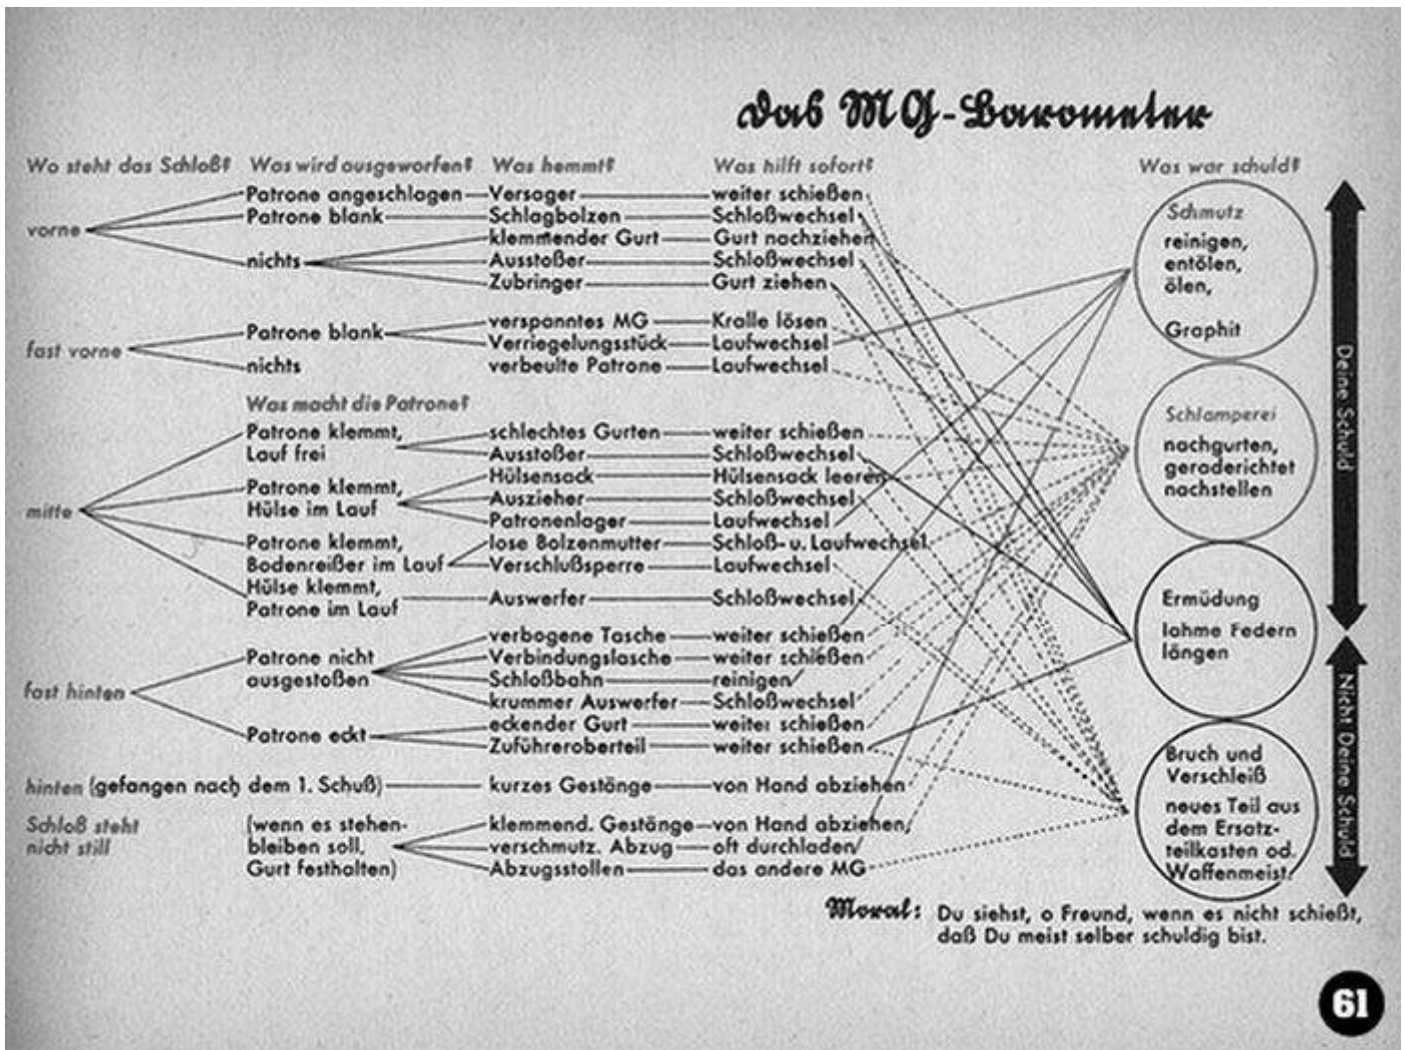 Das MG-Barometer
Wo steht das Schloß? Was wird ausgeworfen? Was hemmt? Was hilft sofort? Was war schuld?
vorne
Patrone angeschlagen Versager weiter schießen
Patrone blank Schlagbolzen Schloßwechsel
nichts
klemmender Gurt Gurt nachziehen
Ausstoßer Schloßwechsel
Zubringer Gurt ziehen
fast vorne
Patrone blank
verspanntes MG Kralle lösen
Verriegelungsstück Laufwechsel
nichts verbeulte Patrone Laufwechsel
Was macht die Patrone?
mitte
Patrone klemmt,
Lauf frei
schlechtes Gurten weiter schießen
Ausstoßer Schloßwechsel
Patrone klemmt,
Hülse im Lauf
Hülsensack Hülsensack leeren
Auszieher Schloßwechsel
Patronenlager Laufwechsel
Patrone klemmt,
Bodenreißer im Lauf
lose Bolzenmutter Schloß- u. Laufwechsel
Verschlußsperre Laufwechsel
Hülse klemmt,
Patrone im Lauf
Auswerfer Schloßwechsel
fast hinten
Patrone nicht
ausgestoßen
verbogene Tasche weiter schießen
Verbindungslasche weiter schießen
Schloßbahn reinigen
krummer Auswerfer Schloßwechsel
Patrone eckt
eckender Gurt weiter schießen
Zuführeroberteil weiter schießen
hinten (gefangen nach dem 1. Schuß) kurzes Gestänge von Hand abziehen
Schloß steht
nicht still
(wenn es stehen-
bleiben soll,
Gurt festhalten)
klemmend. Gestänge von Hand abziehen
verschmutz. Abzug oft durchladen
Abzugsstollen das andere MG
Schmutz
reinigen,
entölen,
ölen,
Graphit
Schlamperei
nachgurten,
geraderichtet
nachstellen
Ermüdung
lahme Federn
längen
Bruch und
Verschleiß
neues Teil aus
dem Ersatz-
teilkasten od.
Waffenmeist.
Deine Schuld
Nicht Deine Schuld
Moral: Du siehst, o Freund, wenn es nicht schießt,
daß Du meist selber schuldig bist.
61